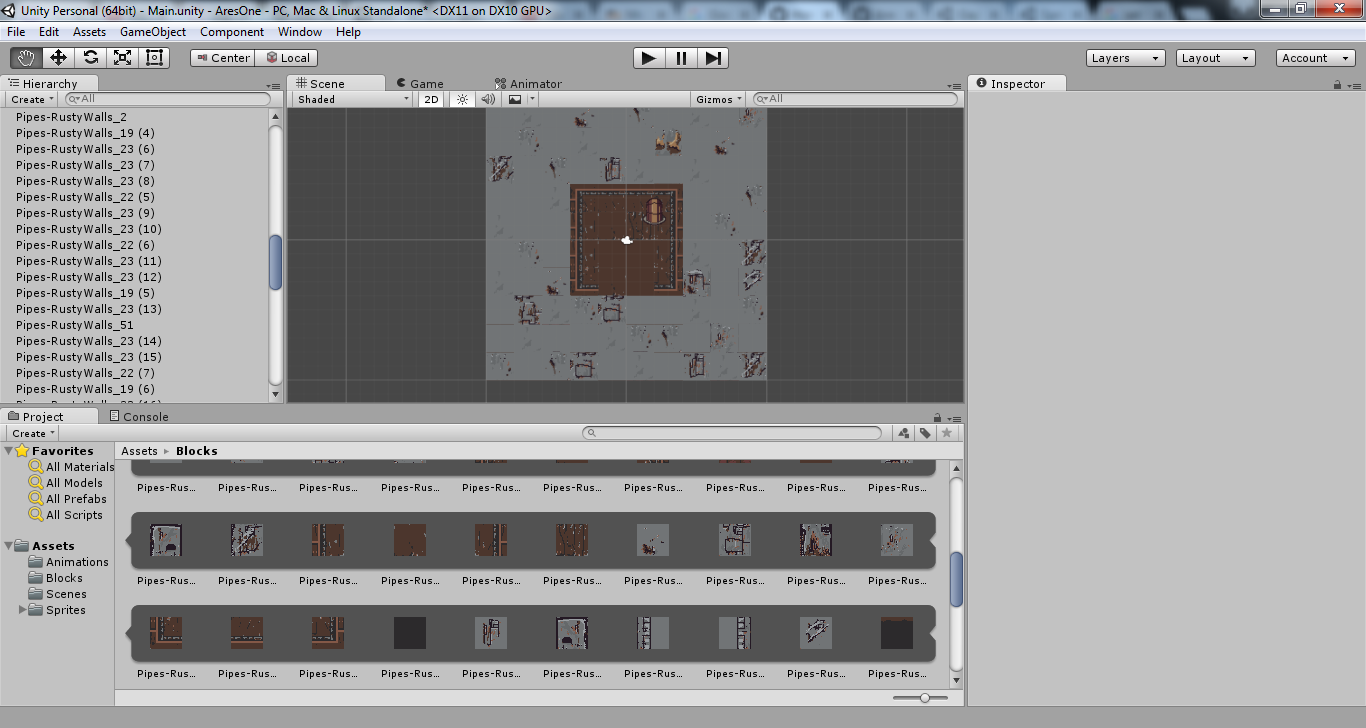 Unity Personal (64bit) - Main.unity - AresOne - PC, Mac & Linux Standalone* <DX11 on DX10 GPU>
File Edit Assets GameObject Component Window Help
Center Local Layers Layout Account
Hierarchy Scene Game Animator Inspector
Create All Shaded 2D Gizmos All
Pipes-RustyWalls_2
Pipes-RustyWalls_19 (4)
Pipes-RustyWalls_23 (6)
Pipes-RustyWalls_23 (7)
Pipes-RustyWalls_23 (8)
Pipes-RustyWalls_22 (5)
Pipes-RustyWalls_23 (9)
Pipes-RustyWalls_23 (10)
Pipes-RustyWalls_22 (6)
Pipes-RustyWalls_23 (11)
Pipes-RustyWalls_23 (12)
Pipes-RustyWalls_19 (5)
Pipes-RustyWalls_23 (13)
Pipes-RustyWalls_51
Pipes-RustyWalls_23 (14)
Pipes-RustyWalls_23 (15)
Pipes-RustyWalls_22 (7)
Pipes-RustyWalls_19 (6)
Project Console
Create
Favorites
All Materials
All Models
All Prefabs
All Scripts
Assets
Animations
Blocks
Scenes
Sprites
Assets Blocks
Pipes-Rus... Pipes-Rus... Pipes-Rus... Pipes-Rus... Pipes-Rus... Pipes-Rus... Pipes-Rus... Pipes-Rus... Pipes-Rus... Pipes-Rus...
Pipes-Rus... Pipes-Rus... Pipes-Rus... Pipes-Rus... Pipes-Rus... Pipes-Rus... Pipes-Rus... Pipes-Rus... Pipes-Rus... Pipes-Rus...
Pipes-Rus... Pipes-Rus... Pipes-Rus... Pipes-Rus... Pipes-Rus... Pipes-Rus... Pipes-Rus... Pipes-Rus... Pipes-Rus... Pipes-Rus...